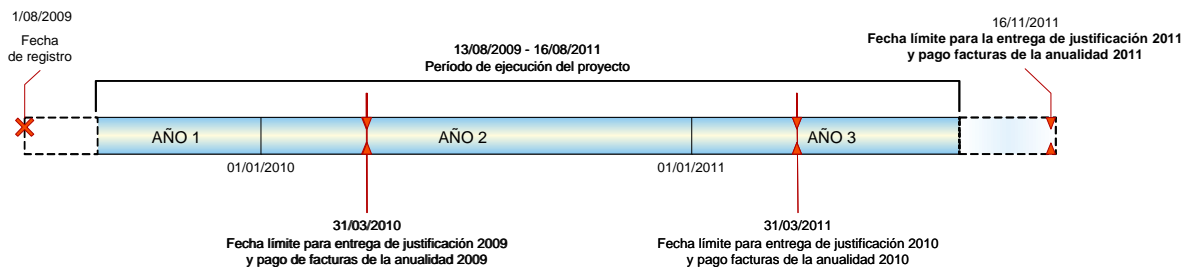 1/08/2009
Fecha
de registro
13/08/2009 - 16/08/2011
Período de ejecución del proyecto
16/11/2011
Fecha límite para la entrega de justificación 2011
y pago facturas de la anualidad 2011
AÑO 1
AÑO 2
AÑO 3
01/01/2010
01/01/2011
31/03/2010
Fecha límite para entrega de justificación 2009
y pago de facturas de la anualidad 2009
31/03/2011
Fecha límite para entrega de justificación 2010
y pago facturas de la anualidad 2010